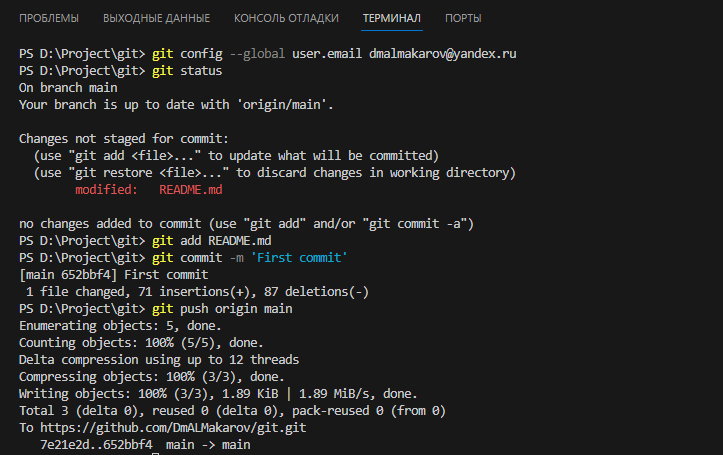 ПРОБЛЕМЫ ВЫХОДНЫЕ ДАННЫЕ КОНСОЛЬ ОТЛАДКИ ТЕРМИНАЛ ПОРТЫ
PS D:\Project\git> git config --global user.email dmalmakarov@yandex.ru
PS D:\Project\git> git status
On branch main
Your branch is up to date with 'origin/main'.

Changes not staged for commit:
  (use "git add <file>..." to update what will be committed)
  (use "git restore <file>..." to discard changes in working directory)
        modified:   README.md

no changes added to commit (use "git add" and/or "git commit -a")
PS D:\Project\git> git add README.md
PS D:\Project\git> git commit -m 'First commit'
[main 652bbf4] First commit
 1 file changed, 71 insertions(+), 87 deletions(-)
PS D:\Project\git> git push origin main
Enumerating objects: 5, done.
Counting objects: 100% (5/5), done.
Delta compression using up to 12 threads
Compressing objects: 100% (3/3), done.
Writing objects: 100% (3/3), 1.89 KiB | 1.89 MiB/s, done.
Total 3 (delta 0), reused 0 (delta 0), pack-reused 0 (from 0)
To https://github.com/DmALMakarov/git.git
   7e21e2d..652bbf4  main -> main